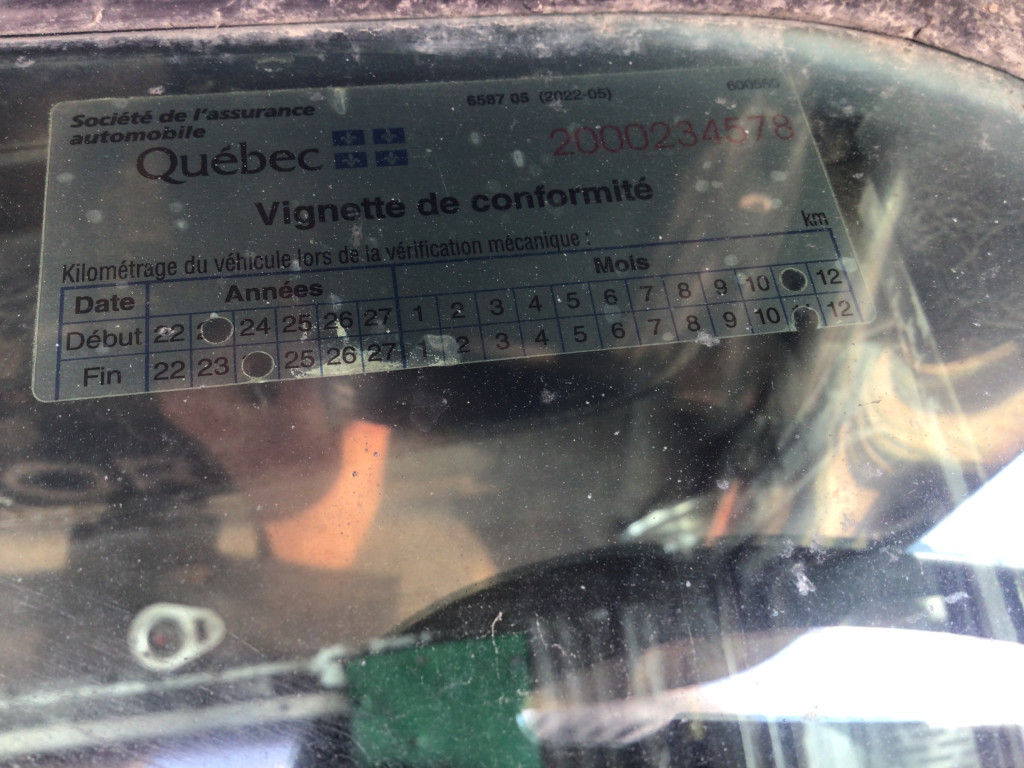 Société de l'assurance
automobile
Québec
6587 05 (2022-05)
600550
2000234578
Vignette de conformité
Kilométrage du véhicule lors de la vérification mécanique :
km
Date Années Mois
Début 22 24 25 26 27 1 2 3 4 5 6 7 8 9 10 12
Fin 22 23 25 26 27 1 2 3 4 5 6 7 8 9 10 12